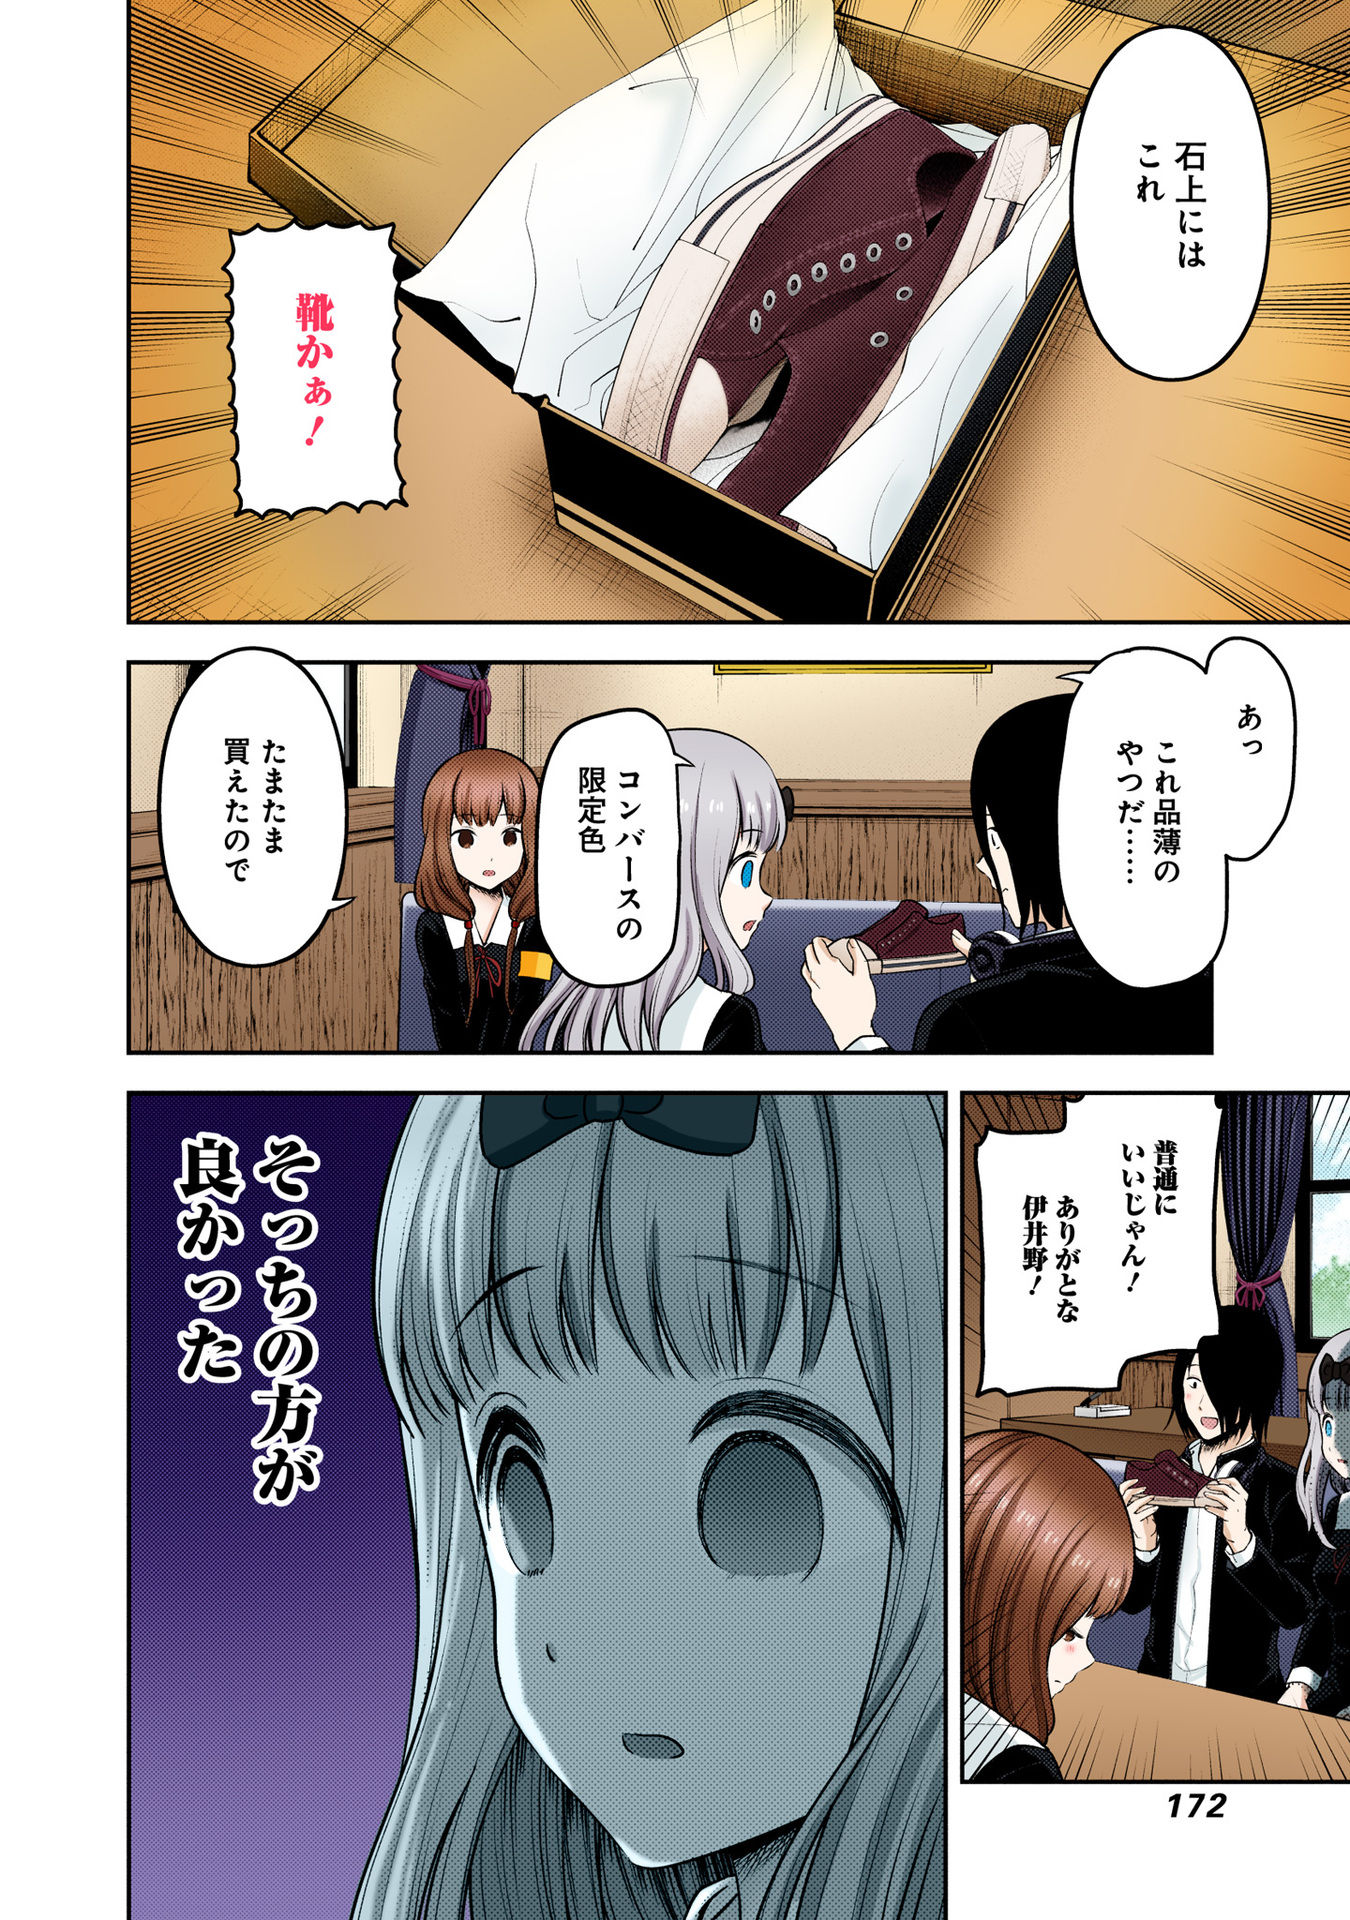 石上には
これ
靴かぁ！
あっ
これ品薄の
やつだ……
コンバースの
限定色
たまたま
買えたので
普通に
いいじゃん！
ありがとな
伊井野！
そっちの方が
良かった
172